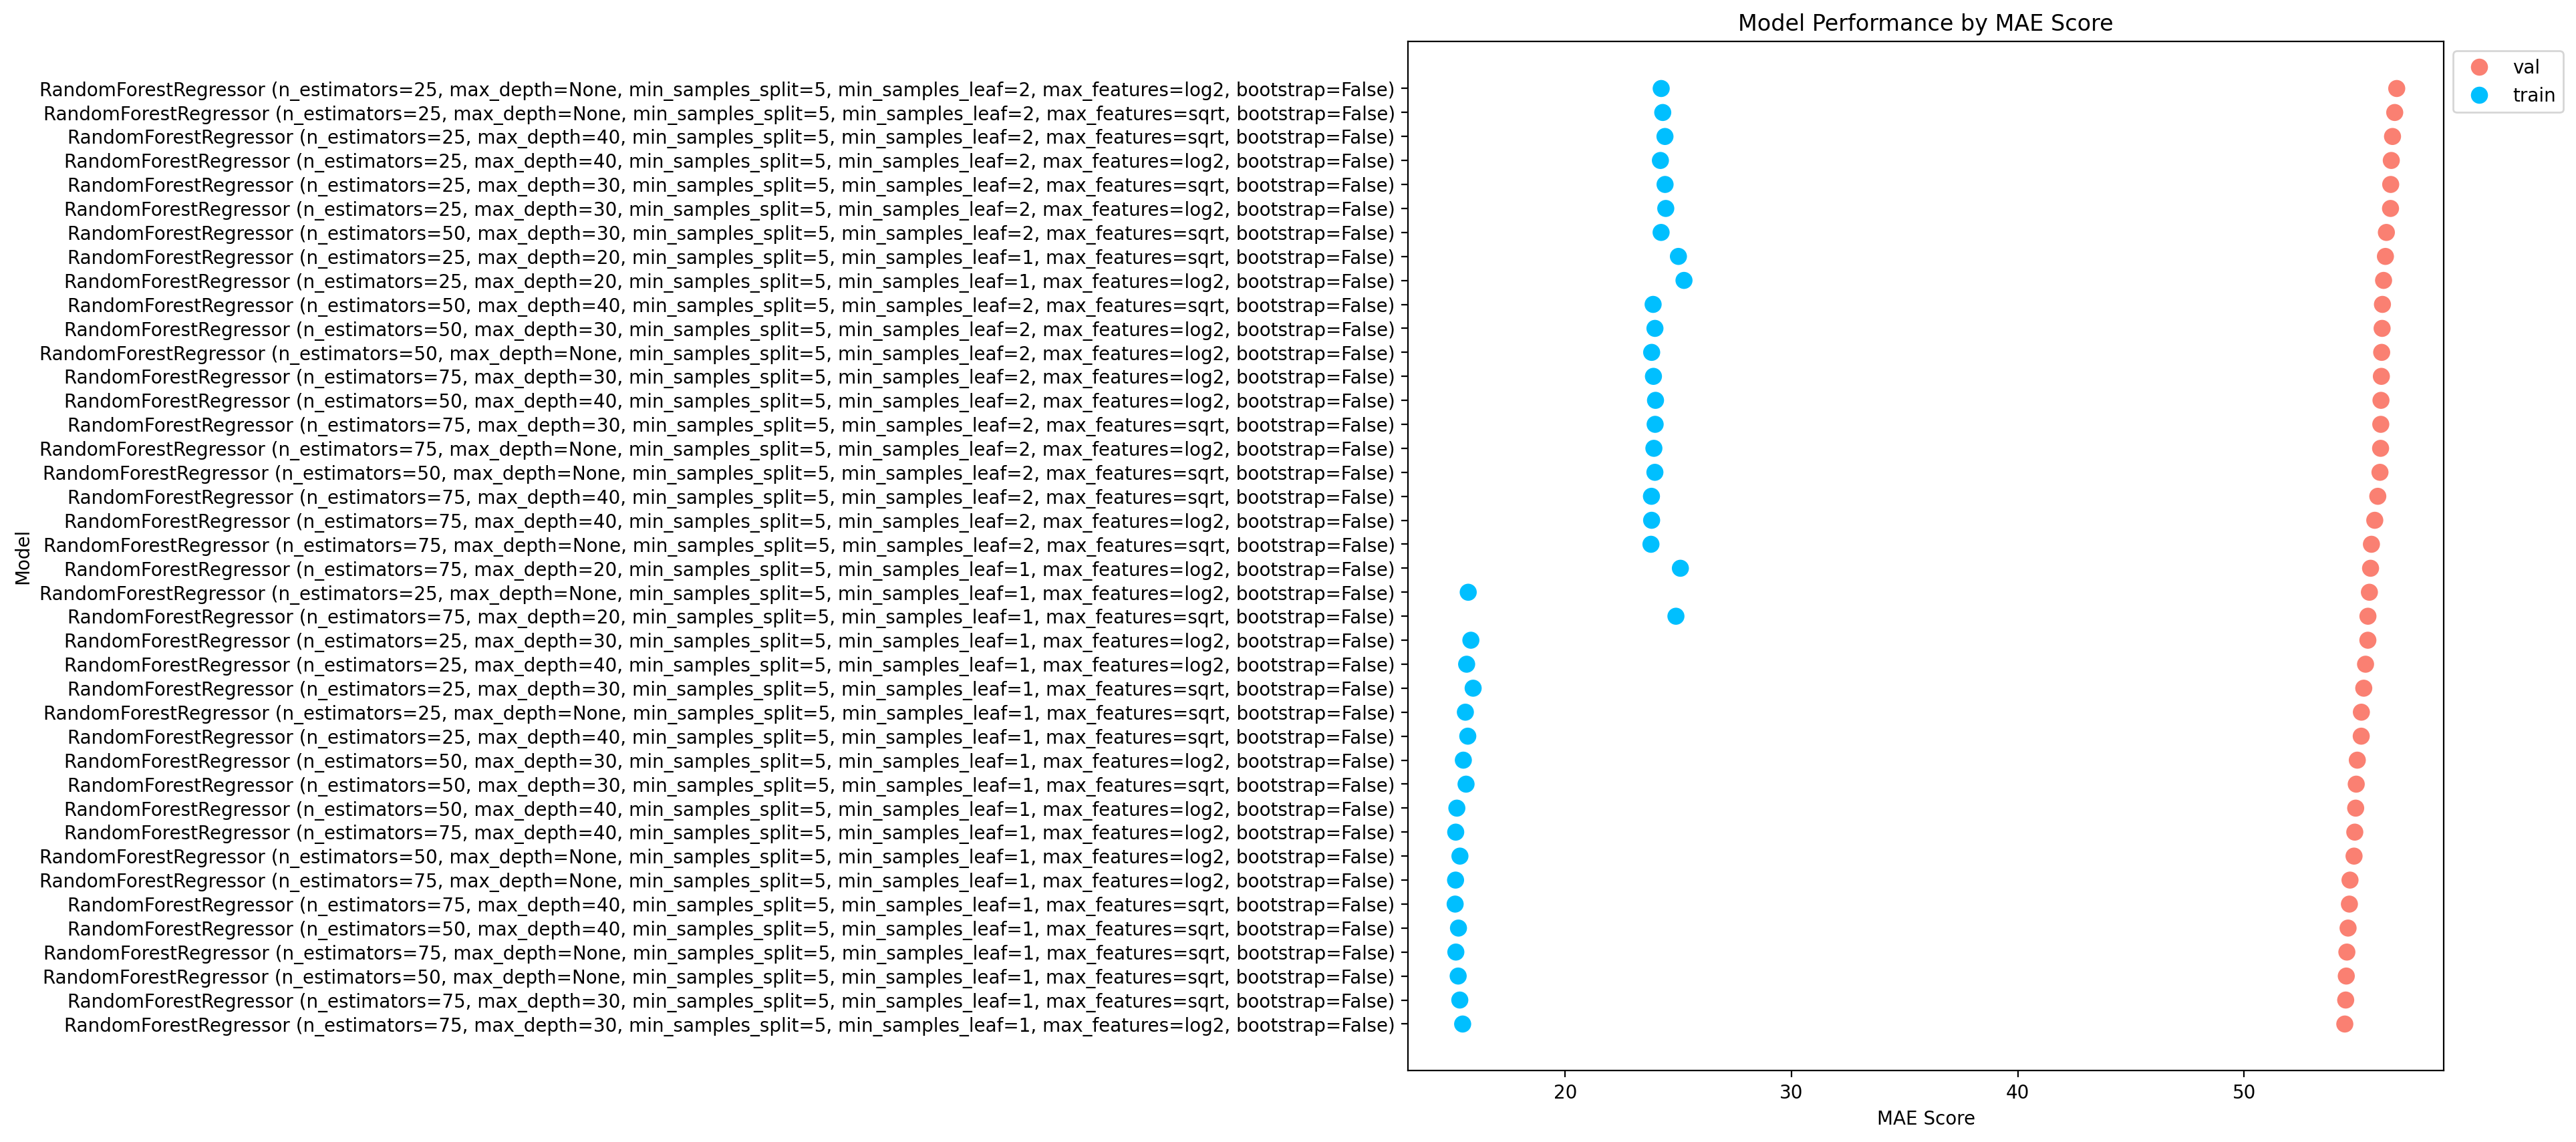 Model Performance by MAE Score
val
train
RandomForestRegressor (n_estimators=25, max_depth=None, min_samples_split=5, min_samples_leaf=2, max_features=log2, bootstrap=False)
RandomForestRegressor (n_estimators=25, max_depth=None, min_samples_split=5, min_samples_leaf=2, max_features=sqrt, bootstrap=False)
RandomForestRegressor (n_estimators=25, max_depth=40, min_samples_split=5, min_samples_leaf=2, max_features=sqrt, bootstrap=False)
RandomForestRegressor (n_estimators=25, max_depth=40, min_samples_split=5, min_samples_leaf=2, max_features=log2, bootstrap=False)
RandomForestRegressor (n_estimators=25, max_depth=30, min_samples_split=5, min_samples_leaf=2, max_features=sqrt, bootstrap=False)
RandomForestRegressor (n_estimators=25, max_depth=30, min_samples_split=5, min_samples_leaf=2, max_features=log2, bootstrap=False)
RandomForestRegressor (n_estimators=50, max_depth=30, min_samples_split=5, min_samples_leaf=2, max_features=sqrt, bootstrap=False)
RandomForestRegressor (n_estimators=25, max_depth=20, min_samples_split=5, min_samples_leaf=1, max_features=sqrt, bootstrap=False)
RandomForestRegressor (n_estimators=25, max_depth=20, min_samples_split=5, min_samples_leaf=1, max_features=log2, bootstrap=False)
RandomForestRegressor (n_estimators=50, max_depth=40, min_samples_split=5, min_samples_leaf=2, max_features=sqrt, bootstrap=False)
RandomForestRegressor (n_estimators=50, max_depth=30, min_samples_split=5, min_samples_leaf=2, max_features=log2, bootstrap=False)
RandomForestRegressor (n_estimators=50, max_depth=None, min_samples_split=5, min_samples_leaf=2, max_features=log2, bootstrap=False)
RandomForestRegressor (n_estimators=75, max_depth=30, min_samples_split=5, min_samples_leaf=2, max_features=log2, bootstrap=False)
RandomForestRegressor (n_estimators=50, max_depth=40, min_samples_split=5, min_samples_leaf=2, max_features=log2, bootstrap=False)
RandomForestRegressor (n_estimators=75, max_depth=30, min_samples_split=5, min_samples_leaf=2, max_features=sqrt, bootstrap=False)
RandomForestRegressor (n_estimators=75, max_depth=None, min_samples_split=5, min_samples_leaf=2, max_features=log2, bootstrap=False)
RandomForestRegressor (n_estimators=50, max_depth=None, min_samples_split=5, min_samples_leaf=2, max_features=sqrt, bootstrap=False)
RandomForestRegressor (n_estimators=75, max_depth=40, min_samples_split=5, min_samples_leaf=2, max_features=sqrt, bootstrap=False)
RandomForestRegressor (n_estimators=75, max_depth=40, min_samples_split=5, min_samples_leaf=2, max_features=log2, bootstrap=False)
RandomForestRegressor (n_estimators=75, max_depth=None, min_samples_split=5, min_samples_leaf=2, max_features=sqrt, bootstrap=False)
RandomForestRegressor (n_estimators=75, max_depth=20, min_samples_split=5, min_samples_leaf=1, max_features=log2, bootstrap=False)
RandomForestRegressor (n_estimators=25, max_depth=None, min_samples_split=5, min_samples_leaf=1, max_features=log2, bootstrap=False)
RandomForestRegressor (n_estimators=75, max_depth=20, min_samples_split=5, min_samples_leaf=1, max_features=sqrt, bootstrap=False)
RandomForestRegressor (n_estimators=25, max_depth=30, min_samples_split=5, min_samples_leaf=1, max_features=log2, bootstrap=False)
RandomForestRegressor (n_estimators=25, max_depth=40, min_samples_split=5, min_samples_leaf=1, max_features=log2, bootstrap=False)
RandomForestRegressor (n_estimators=25, max_depth=30, min_samples_split=5, min_samples_leaf=1, max_features=sqrt, bootstrap=False)
RandomForestRegressor (n_estimators=25, max_depth=None, min_samples_split=5, min_samples_leaf=1, max_features=sqrt, bootstrap=False)
RandomForestRegressor (n_estimators=25, max_depth=40, min_samples_split=5, min_samples_leaf=1, max_features=sqrt, bootstrap=False)
RandomForestRegressor (n_estimators=50, max_depth=30, min_samples_split=5, min_samples_leaf=1, max_features=log2, bootstrap=False)
RandomForestRegressor (n_estimators=50, max_depth=30, min_samples_split=5, min_samples_leaf=1, max_features=sqrt, bootstrap=False)
RandomForestRegressor (n_estimators=50, max_depth=40, min_samples_split=5, min_samples_leaf=1, max_features=log2, bootstrap=False)
RandomForestRegressor (n_estimators=75, max_depth=40, min_samples_split=5, min_samples_leaf=1, max_features=log2, bootstrap=False)
RandomForestRegressor (n_estimators=50, max_depth=None, min_samples_split=5, min_samples_leaf=1, max_features=log2, bootstrap=False)
RandomForestRegressor (n_estimators=75, max_depth=None, min_samples_split=5, min_samples_leaf=1, max_features=log2, bootstrap=False)
RandomForestRegressor (n_estimators=75, max_depth=40, min_samples_split=5, min_samples_leaf=1, max_features=sqrt, bootstrap=False)
RandomForestRegressor (n_estimators=50, max_depth=40, min_samples_split=5, min_samples_leaf=1, max_features=sqrt, bootstrap=False)
RandomForestRegressor (n_estimators=75, max_depth=None, min_samples_split=5, min_samples_leaf=1, max_features=sqrt, bootstrap=False)
RandomForestRegressor (n_estimators=50, max_depth=None, min_samples_split=5, min_samples_leaf=1, max_features=sqrt, bootstrap=False)
RandomForestRegressor (n_estimators=75, max_depth=30, min_samples_split=5, min_samples_leaf=1, max_features=sqrt, bootstrap=False)
RandomForestRegressor (n_estimators=75, max_depth=30, min_samples_split=5, min_samples_leaf=1, max_features=log2, bootstrap=False)
Model
20 30 40 50
MAE Score